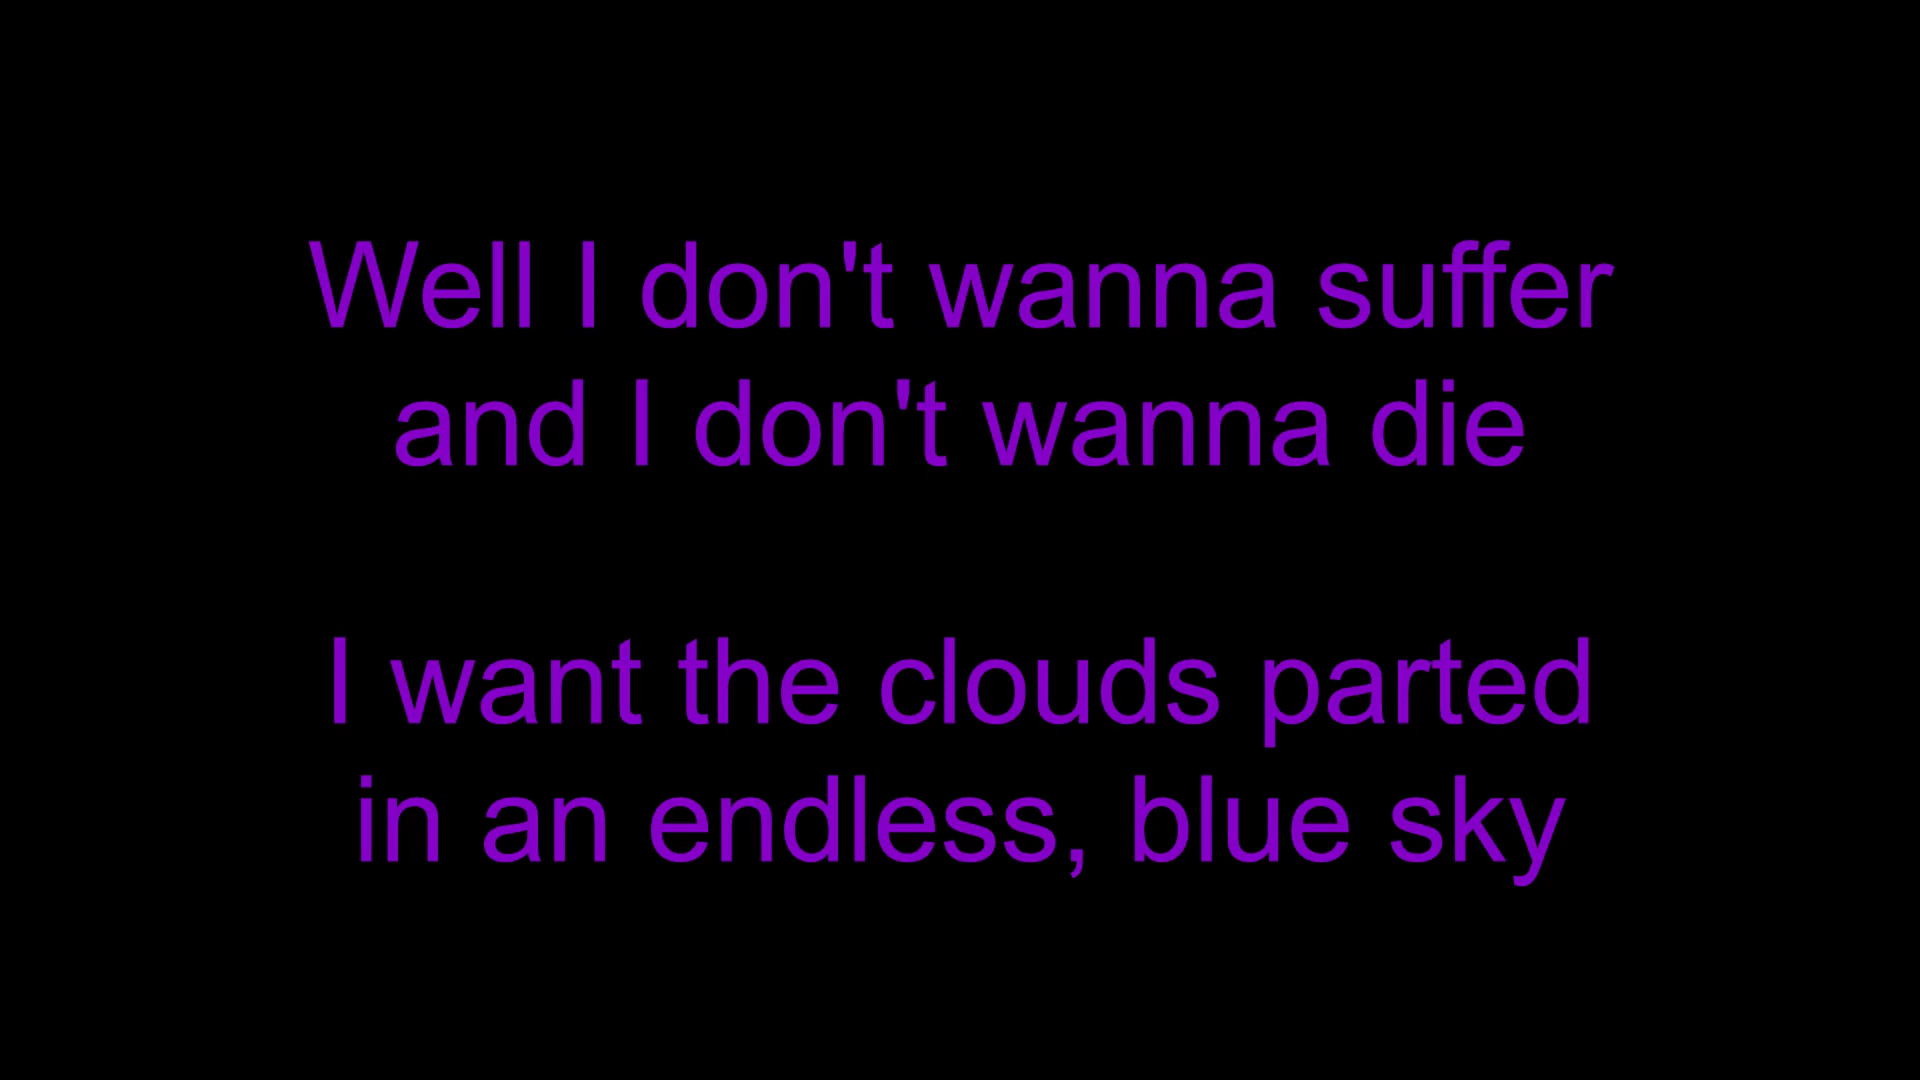 Well I don't wanna suffer
and I don't wanna die
I want the clouds parted
in an endless, blue sky